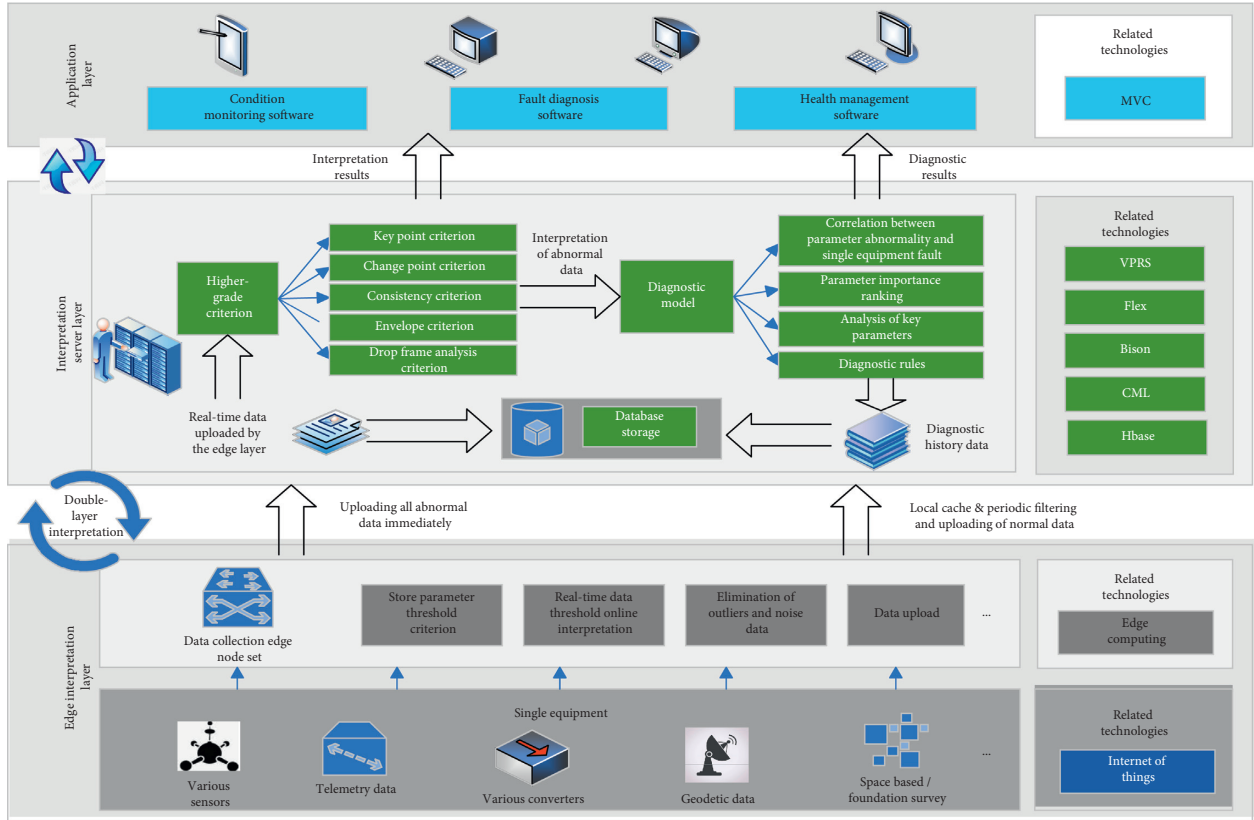 Application
layer
Condition
monitoring software
Fault diagnosis
software
Health management
software
Related
technologies
MVC
Interpretation
results
Diagnostic
results
Interpretation
server layer
Higher-
grade
criterion
Key point criterion
Change point criterion
Consistency criterion
Envelope criterion
Drop frame analysis
criterion
Interpretation
of abnormal
data
Diagnostic
model
Correlation between
parameter abnormality and
single equipment fault
Parameter importance
ranking
Analysis of key
parameters
Diagnostic rules
Related
technologies
VPRS
Flex
Bison
CML
Hbase
Real-time data
uploaded by
the edge layer
Database
storage
Diagnostic
history data
Double-
layer
interpretation
Uploading all abnormal
data immediately
Local cache & periodic filtering
and uploading of normal data
Edge interpretation
layer
Data collection edge
node set
Store parameter
threshold
criterion
Real-time data
threshold online
interpretation
Elimination of
outliers and noise
data
Data upload
...
Related
technologies
Edge
computing
Single equipment
Various
sensors
Telemetry data
Various converters
Geodetic data
Space based /
foundation survey
...
Related
technologies
Internet of
things